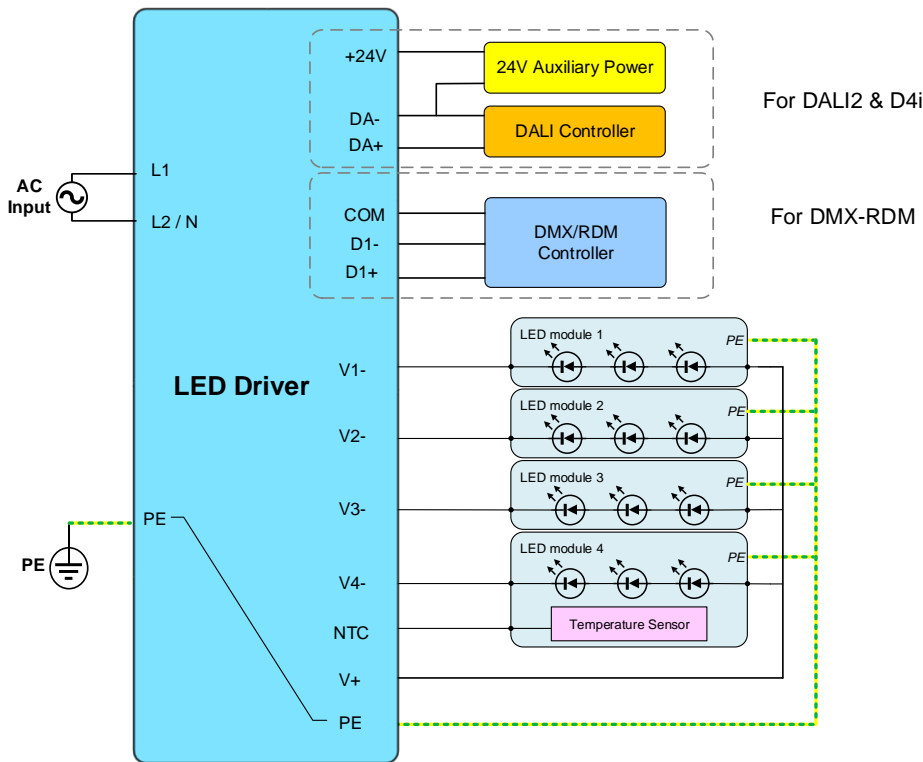 +24V
24V Auxiliary Power
DA-
DALI Controller
DA+
For DALI2 & D4i
L1
AC
Input
L2 / N
COM
D1-
D1+
DMX/RDM
Controller
For DMX-RDM
LED Driver
V1-
LED module 1
PE
V2-
LED module 2
PE
V3-
LED module 3
PE
V4-
LED module 4
PE
NTC
Temperature Sensor
V+
PE
PE
PE